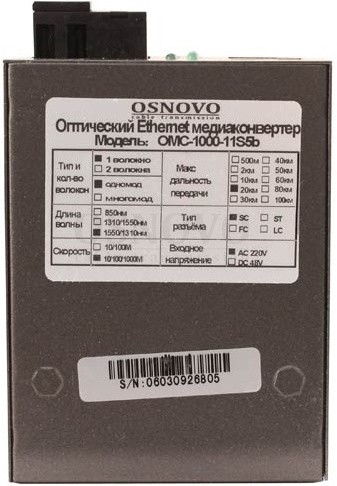 OSNOVO
cable transmission
Оптический Ethernet медиаконвертер
Модель: OMC-1000-11S5b
Тип и кол-во волокон
1 волокно
2 волокна
одномод
многомод
Макс дальность передачи
500м 40км
2км 50км
10км 60км
20км 80км
30км 100км
Длина волны
850нм
1310/1550нм
1550/1310нм
Тип разъёма
SC ST
FC LC
Скорость
10/100М
10/100/1000М
Входное напряжение
AC 220V
DC 48V
OSNOVO
S/N: 06030926805